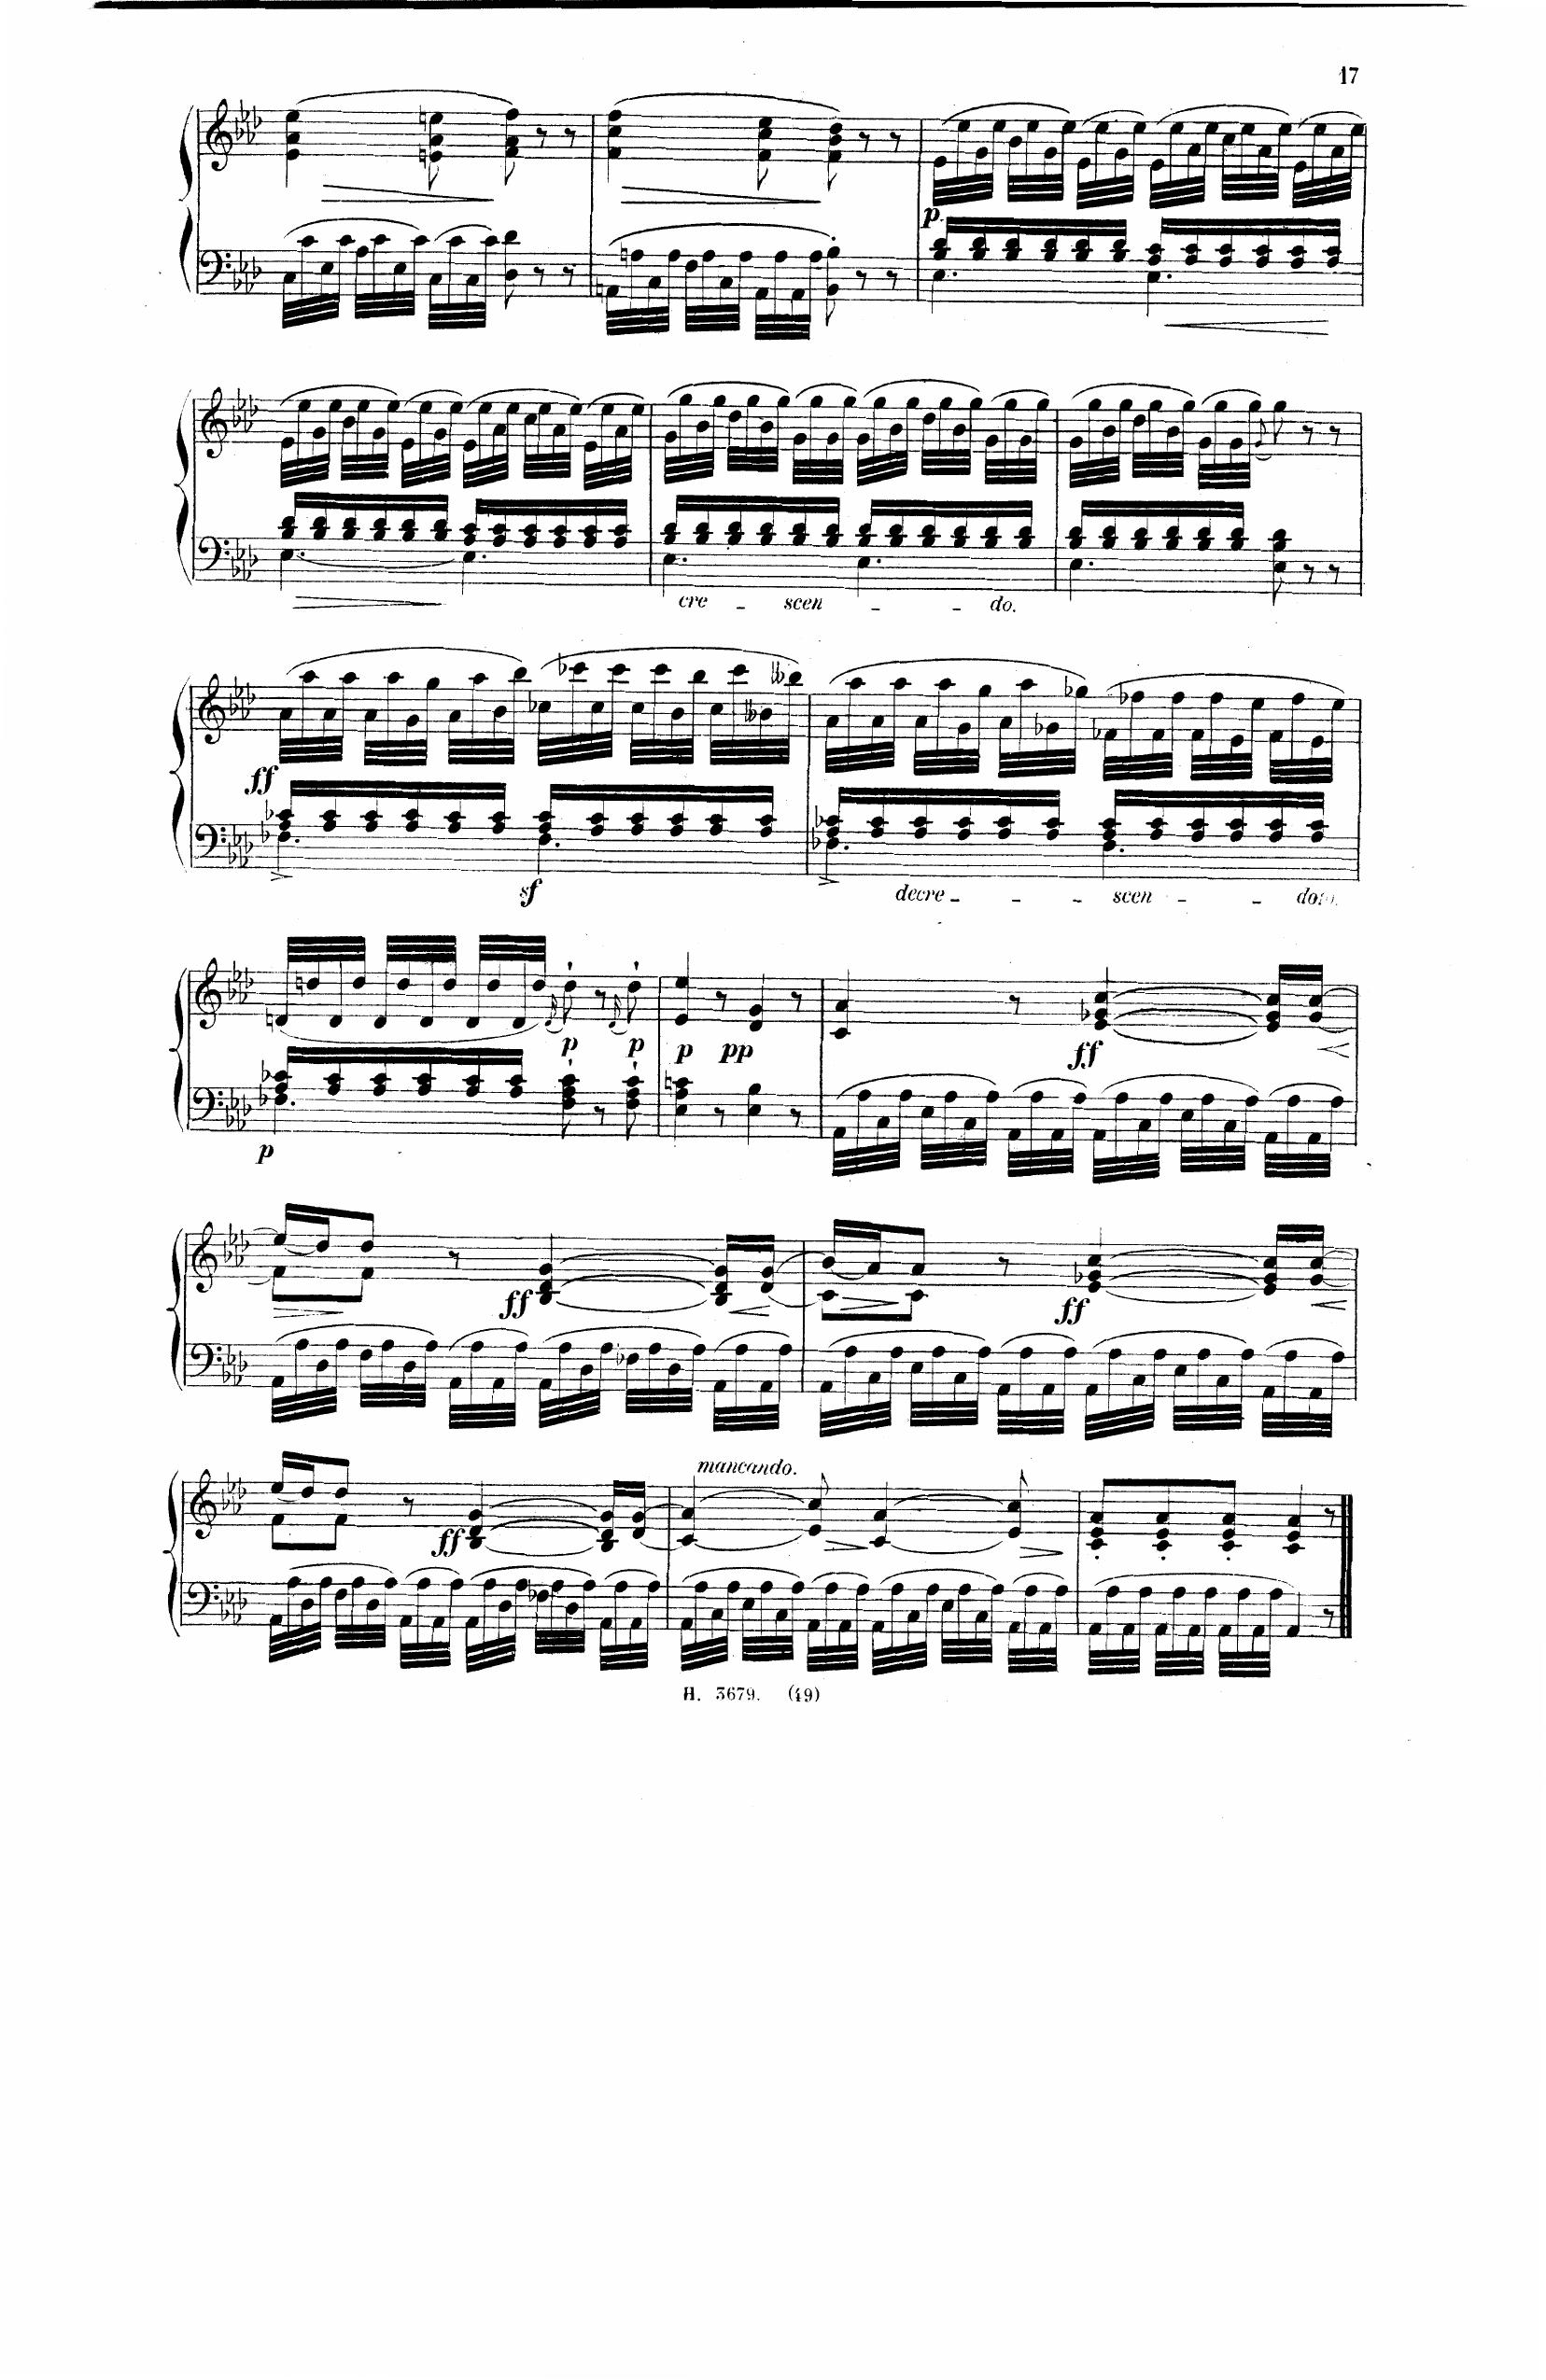 17
p
cre - scen - - do.
ff
sf
decre - - - scen - - do.
p p
p pp
ff
p
ff ff
mancando.
ff
H. 3679. (49)